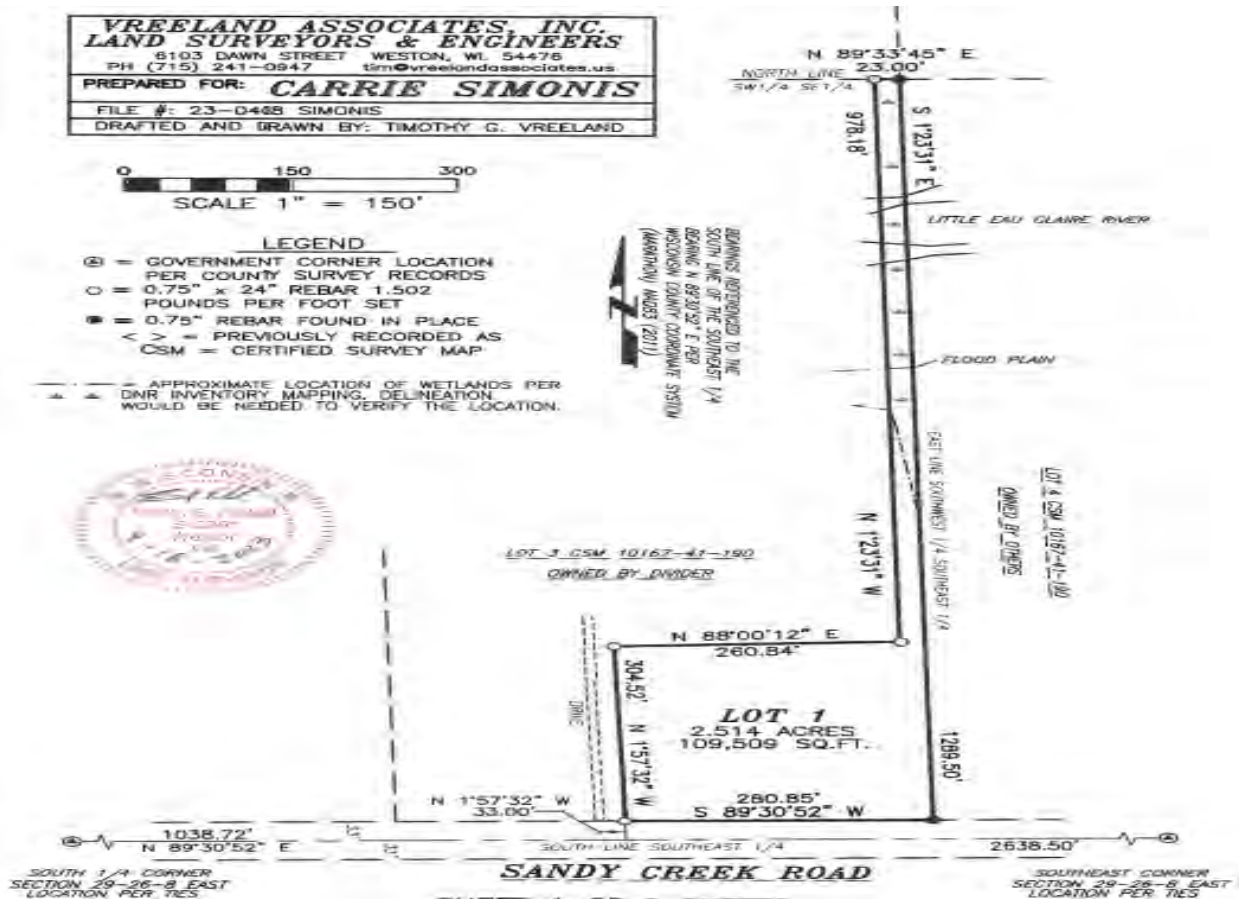 VREELAND ASSOCIATES, INC.
LAND SURVEYORS & ENGINEERS
6103 DAWN STREET WESTON, WI. 54476
PH (715) 241-0947 tim@vreelandassociates.us
PREPARED FOR: CARRIE SIMONIS
FILE #: 23-0448 SIMONIS
DRAFTED AND DRAWN BY: TIMOTHY G. VREELAND
0 150 300
SCALE 1" = 150'
LEGEND
= GOVERNMENT CORNER LOCATION
PER COUNTY SURVEY RECORDS
= 0.75" x 24" REBAR 1.502
POUNDS PER FOOT SET
= 0.75" REBAR FOUND IN PLACE
< > = PREVIOUSLY RECORDED AS
CSM = CERTIFIED SURVEY MAP
= APPROXIMATE LOCATION OF WETLANDS PER
DNR INVENTORY MAPPING. DELINEATION
WOULD BE NEEDED TO VERIFY THE LOCATION.
BEARINGS REFERENCED TO THE
SOUTH LINE OF THE SOUTHEAST 1/4
BEARING N 89°30'52" E PER
WISCONSIN COUNTY COORDINATE SYSTEM
(MARATHON) NAD83 (2011)
N 89°33'45" E
23.00'
NORTH LINE
SW1/4 SE1/4
978.18'
S 1°23'31" E
LITTLE EAU CLAIRE RIVER
FLOOD PLAIN
EAST LINE SOUTHWEST 1/4 SOUTHEAST 1/4
LOT 4 CSM 10167-41-190
OWNED BY OTHERS
N 1°23'31" W
WISCONSIN
LOT 3 CSM 10167-41-190
OWNED BY DIVIDER
N 88°00'12" E
260.84'
304.52' N 1°57'32" W
DRIVE
LOT 1
2.514 ACRES
109,509 SQ.FT.
1289.50'
280.85'
S 89°30'52" W
N 1°57'32" W
33.00'
1038.72'
N 89°30'52" E
SOUTH LINE SOUTHEAST 1/4
2638.50'
SANDY CREEK ROAD
SOUTH 1/4 CORNER
SECTION 29-26-8 EAST
LOCATION PER TIES
SOUTHEAST CORNER
SECTION 29-26-8 EAST
LOCATION PER TIES